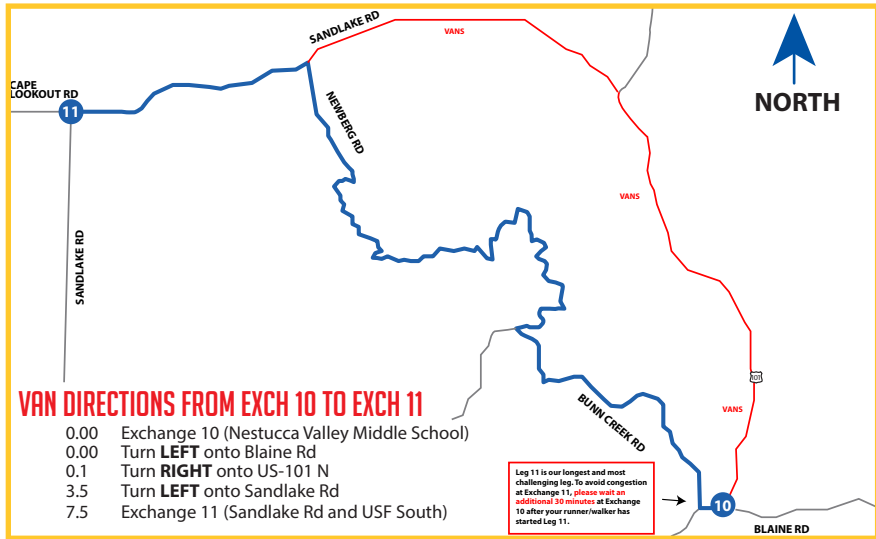 SANDLAKE RD
VANS
CAPE
LOOKOUT RD
11
NEWBERG RD
NORTH
VANS
SANDLAKE RD
101
VANS
BUNN CREEK RD
VAN DIRECTIONS FROM EXCH 10 TO EXCH 11
0.00 Exchange 10 (Nestucca Valley Middle School)
0.00 Turn LEFT onto Blaine Rd
0.1 Turn RIGHT onto US-101 N
3.5 Turn LEFT onto Sandlake Rd
7.5 Exchange 11 (Sandlake Rd and USF South)
Leg 11 is our longest and most
challenging leg. To avoid congestion
at Exchange 11, please wait an
additional 30 minutes at Exchange
10 after your runner/walker has
started Leg 11.
10
BLAINE RD